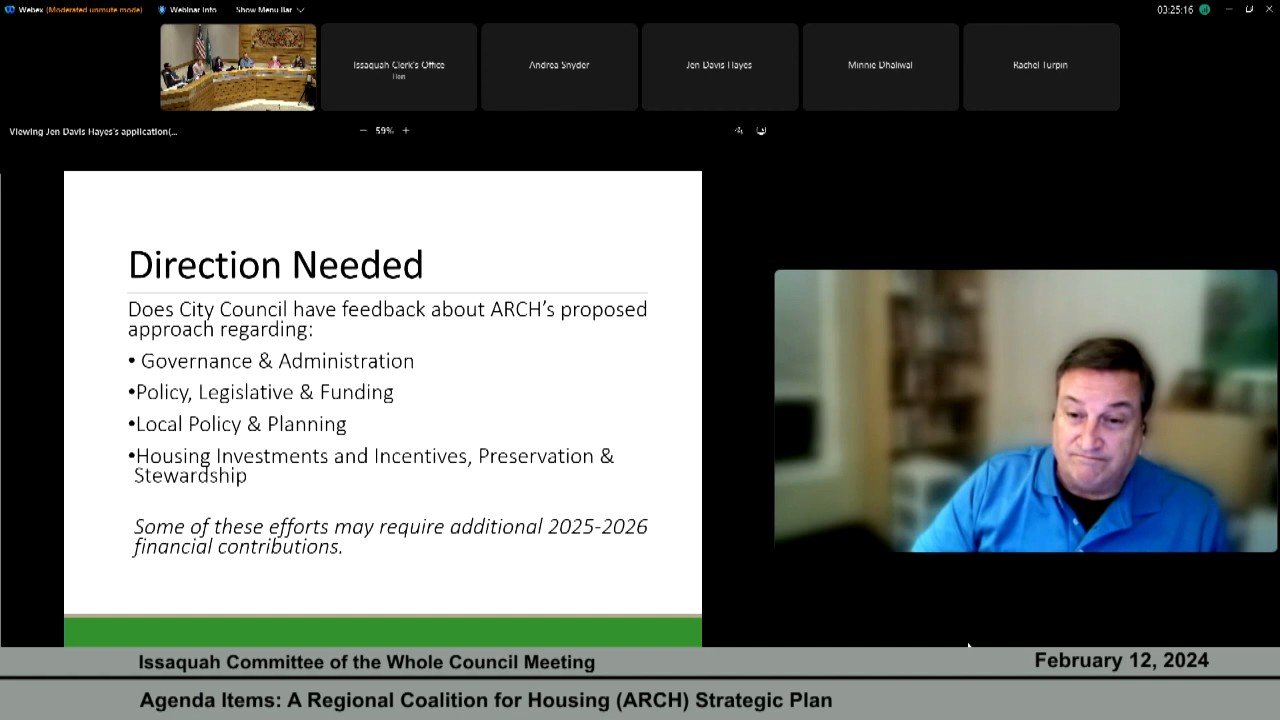 Webex (Moderated unmute mode) Webinar Info Show Menu Bar 03:25:16
Issaquah Clerk's Office
Host
Andrea Snyder
Jen Davis Hayes
Minnie Dhaliwal
Rachel Turpin
Viewing Jen Davis Hayes's application(... 59%
Direction Needed
Does City Council have feedback about ARCH's proposed
approach regarding:
• Governance & Administration
•Policy, Legislative & Funding
•Local Policy & Planning
•Housing Investments and Incentives, Preservation &
Stewardship
Some of these efforts may require additional 2025-2026
financial contributions.
Issaquah Committee of the Whole Council Meeting February 12, 2024
Agenda Items: A Regional Coalition for Housing (ARCH) Strategic Plan